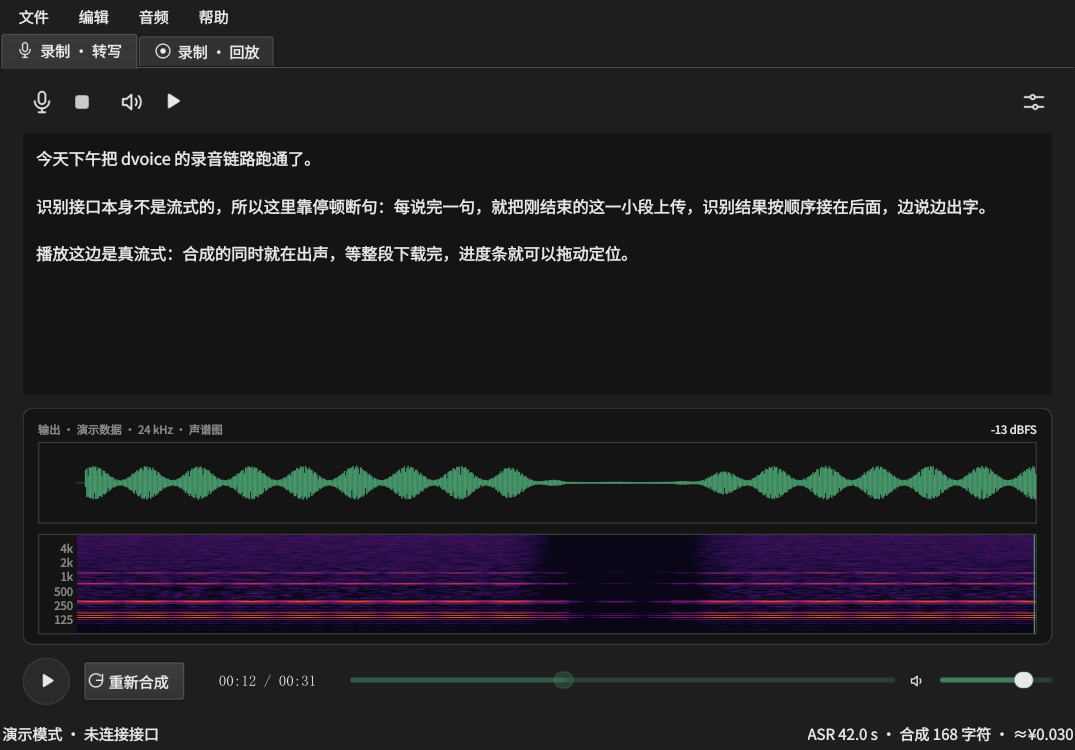 文件 编辑 音频 帮助
录制 · 转写 录制 · 回放
今天下午把 dvoice 的录音链路跑通了。
识别接口本身不是流式的，所以这里靠停顿断句：每说完一句，就把刚结束的这一小段上传，识别结果按顺序接在后面，边说边出字。
播放这边是真流式：合成的同时就在出声，等整段下载完，进度条就可以拖动定位。
输出 · 演示数据 · 24 kHz · 声谱图 -13 dBFS
4k
2k
1k
500
250
125
重新合成 00:12 / 00:31
演示模式 · 未连接接口 ASR 42.0 s · 合成 168 字符 · ≈¥0.030